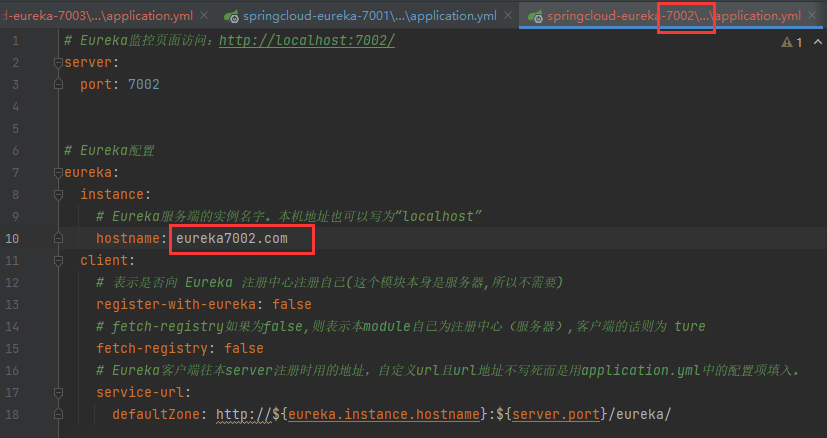 d-eureka-7003\...\application.yml × springcloud-eureka-7001\...\application.yml × springcloud-eureka-7002\...\application.yml ×
1 # Eureka监控页面访问：http://localhost:7002/ 1
2 server:
3 port: 7002
4
5
6 # Eureka配置
7 eureka:
8 instance:
9 # Eureka服务端的实例名字。本机地址也可以写为“localhost”
10 hostname: eureka7002.com
11 client:
12 # 表示是否向 Eureka 注册中心注册自己(这个模块本身是服务器,所以不需要)
13 register-with-eureka: false
14 # fetch-registry如果为false,则表示本module自己为注册中心（服务器）,客户端的话则为 ture
15 fetch-registry: false
16 # Eureka客户端往本server注册时用的地址，自定义url且url地址不写死而是用application.yml中的配置项填入。
17 service-url:
18 defaultZone: http://${eureka.instance.hostname}:${server.port}/eureka/